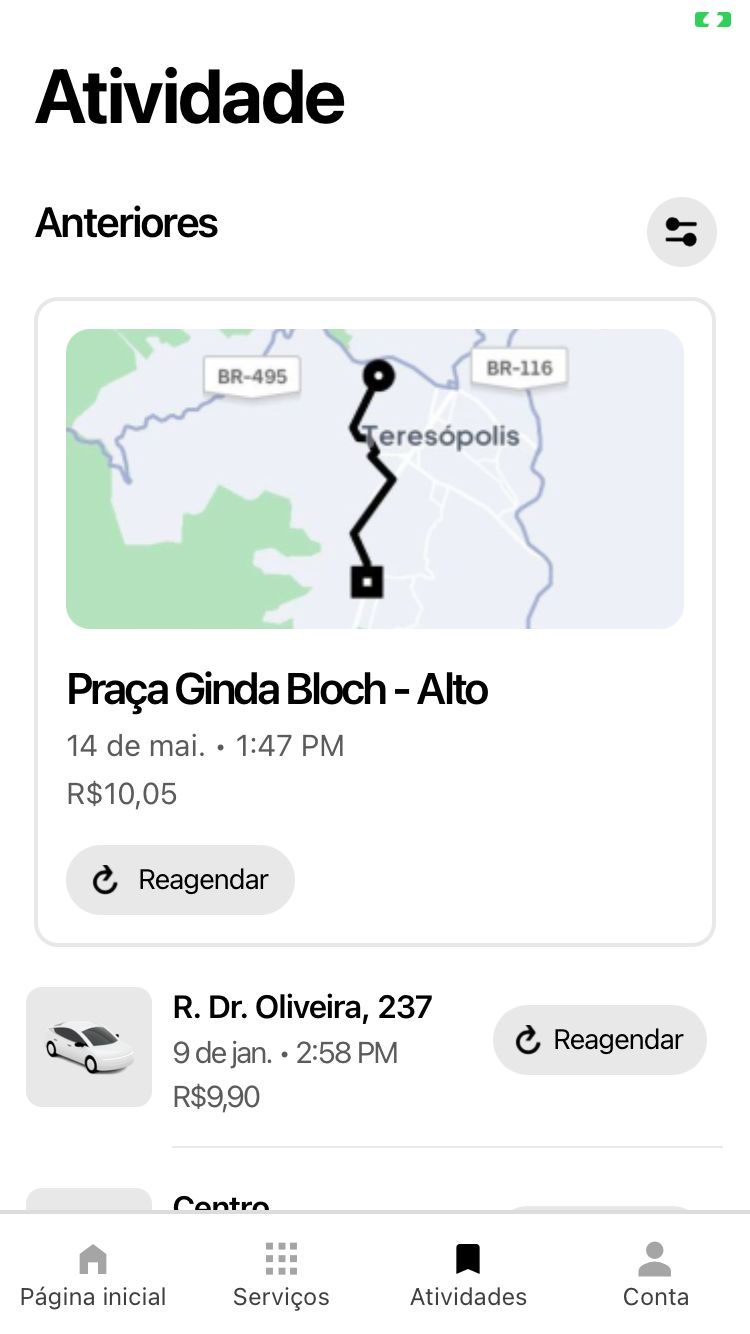 Atividade
Anteriores
BR-495
BR-116
Teresópolis
Praça Ginda Bloch - Alto
14 de mai. • 1:47 PM
R$10,05
Reagendar
R. Dr. Oliveira, 237
9 de jan. • 2:58 PM
R$9,90
Reagendar
Centro
Página inicial
Serviços
Atividades
Conta